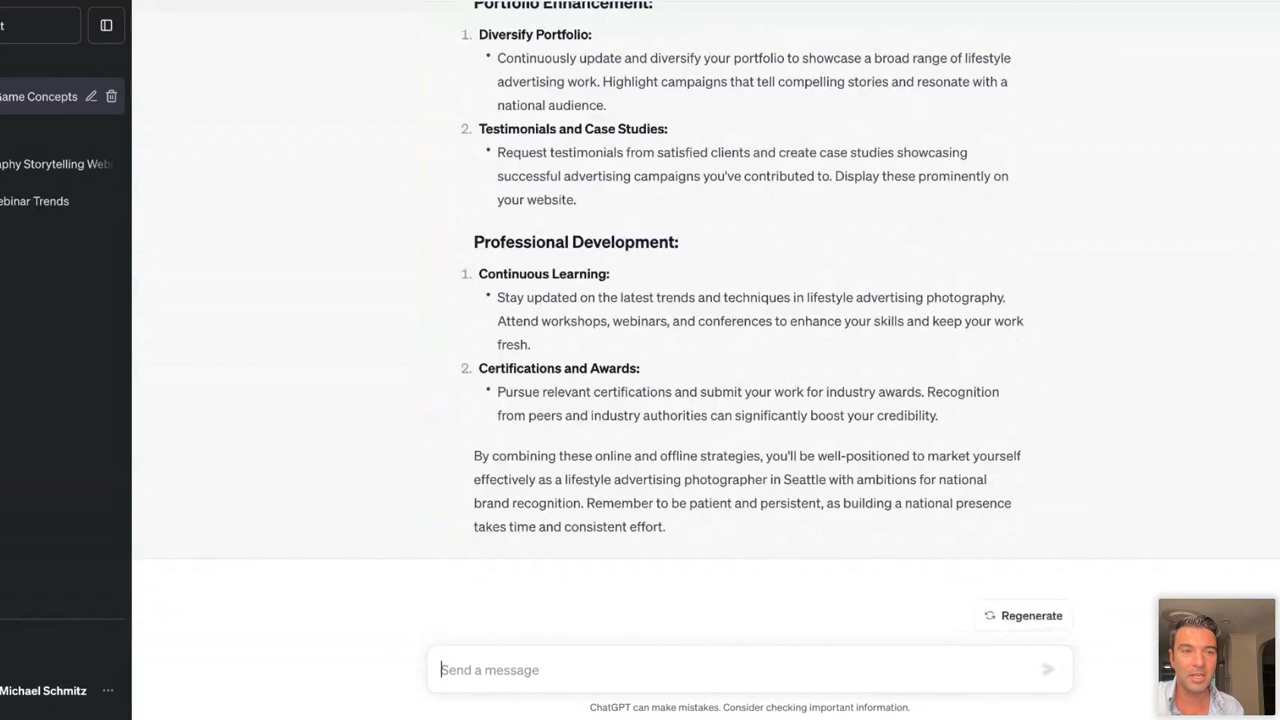 t
Portfolio Enhancement:
1. Diversify Portfolio:
• Continuously update and diversify your portfolio to showcase a broad range of lifestyle
advertising work. Highlight campaigns that tell compelling stories and resonate with a
national audience.
2. Testimonials and Case Studies:
• Request testimonials from satisfied clients and create case studies showcasing
successful advertising campaigns you've contributed to. Display these prominently on
your website.
Professional Development:
1. Continuous Learning:
• Stay updated on the latest trends and techniques in lifestyle advertising photography.
Attend workshops, webinars, and conferences to enhance your skills and keep your work
fresh.
2. Certifications and Awards:
• Pursue relevant certifications and submit your work for industry awards. Recognition
from peers and industry authorities can significantly boost your credibility.
By combining these online and offline strategies, you'll be well-positioned to market yourself
effectively as a lifestyle advertising photographer in Seattle with ambitions for national
brand recognition. Remember to be patient and persistent, as building a national presence
takes time and consistent effort.
Game Concepts
aphy Storytelling Web
ebinar Trends
Michael Schmitz ...
Regenerate
Send a message
ChatGPT can make mistakes. Consider checking important information.